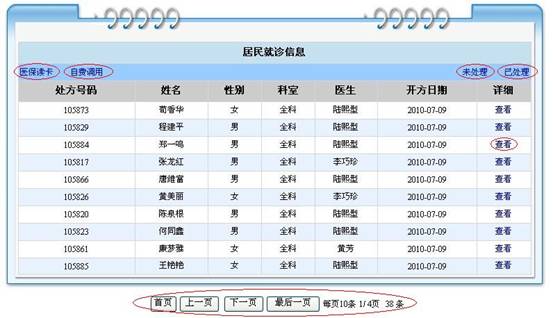 居民就诊信息
医保读卡 自费调用 未处理 已处理
处方号码 姓名 性别 科室 医生 开方日期 详细
105873 荀香华 女 全科 陆熙型 2010-07-09 查看
105829 程建平 男 全科 陆熙型 2010-07-09 查看
105884 郑一鸣 男 全科 陆熙型 2010-07-09 查看
105817 张龙红 男 全科 李巧珍 2010-07-09 查看
105866 唐维富 男 全科 陆熙型 2010-07-09 查看
105826 黄美丽 女 全科 李巧珍 2010-07-09 查看
105820 陈泉根 男 全科 陆熙型 2010-07-09 查看
105823 何同鑫 男 全科 陆熙型 2010-07-09 查看
105861 康梦雅 女 全科 黄芳 2010-07-09 查看
105885 王艳艳 女 全科 陆熙型 2010-07-09 查看
首页 上一页 下一页 最后一页 每页10条 1/4页 38 条